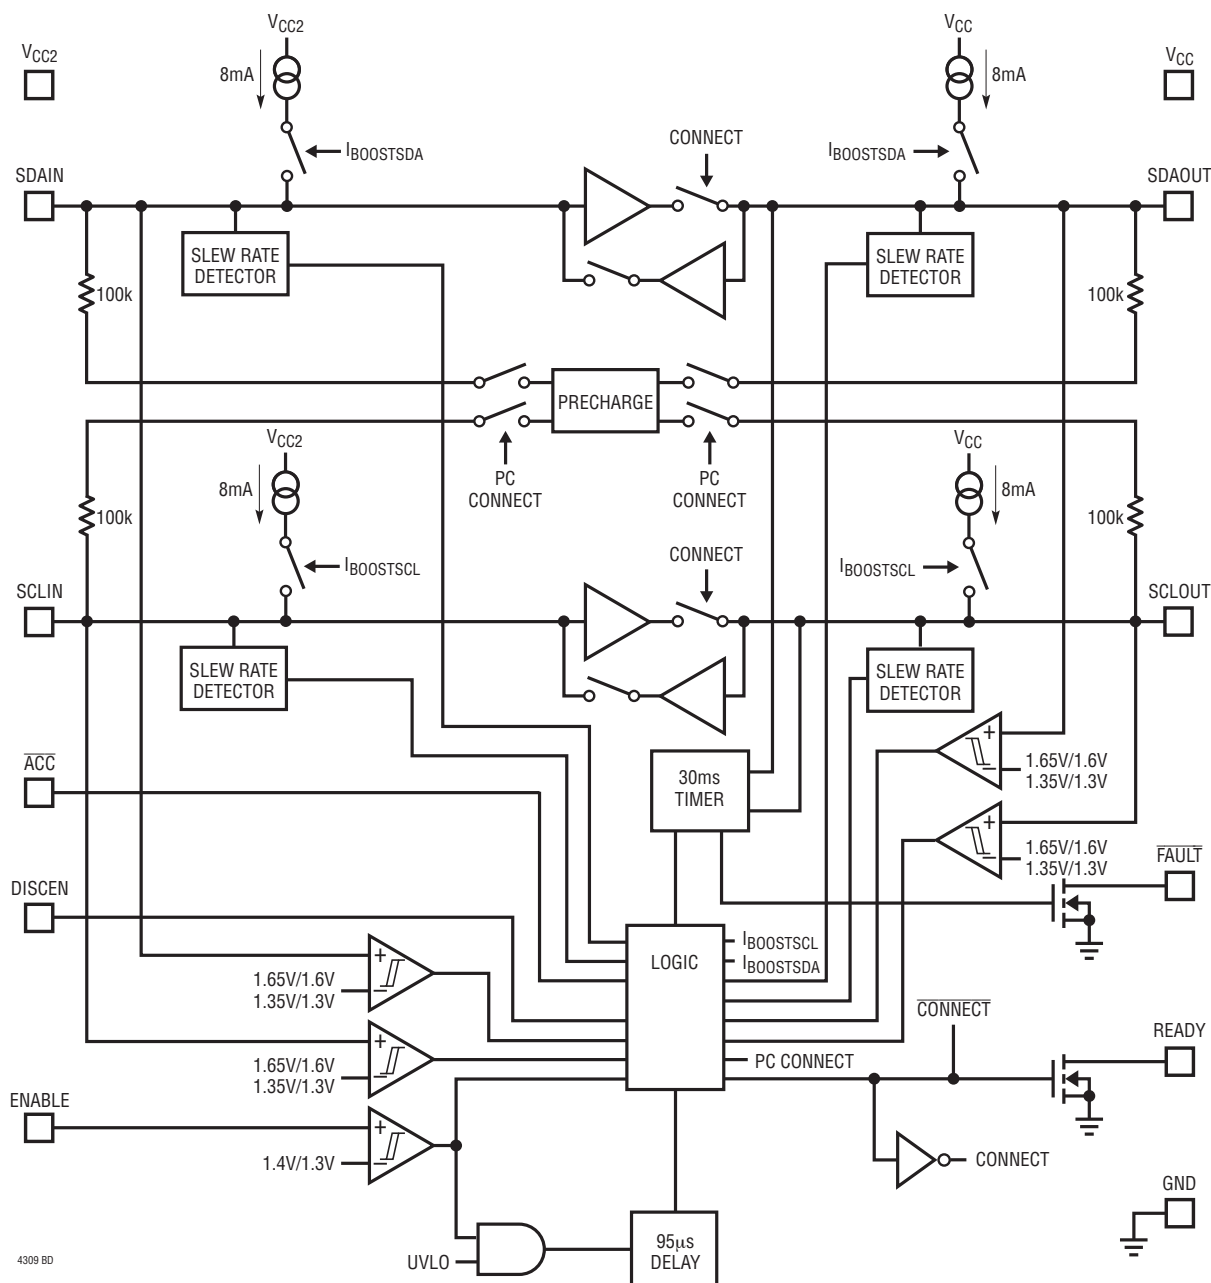 VCC2
VCC
VCC2
8mA
8mA
VCC
IBOOSTSDA
CONNECT
IBOOSTSDA
SDAIN
SDAOUT
SLEW RATE
DETECTOR
SLEW RATE
DETECTOR
100k
100k
PRECHARGE
VCC2
PC
CONNECT
PC
CONNECT
VCC
8mA
8mA
100k
100k
IBOOSTSCL
CONNECT
IBOOSTSCL
SCLIN
SCLOUT
SLEW RATE
DETECTOR
SLEW RATE
DETECTOR
ACC
30ms
TIMER
+
−
1.65V/1.6V
1.35V/1.3V
+
−
1.65V/1.6V
1.35V/1.3V
FAULT
DISCEN
LOGIC
IBOOSTSCL
IBOOSTSDA
+
−
1.65V/1.6V
1.35V/1.3V
CONNECT
+
−
1.65V/1.6V
1.35V/1.3V
PC CONNECT
READY
ENABLE
+
−
1.4V/1.3V
CONNECT
GND
UVLO
95µs
DELAY
4309 BD